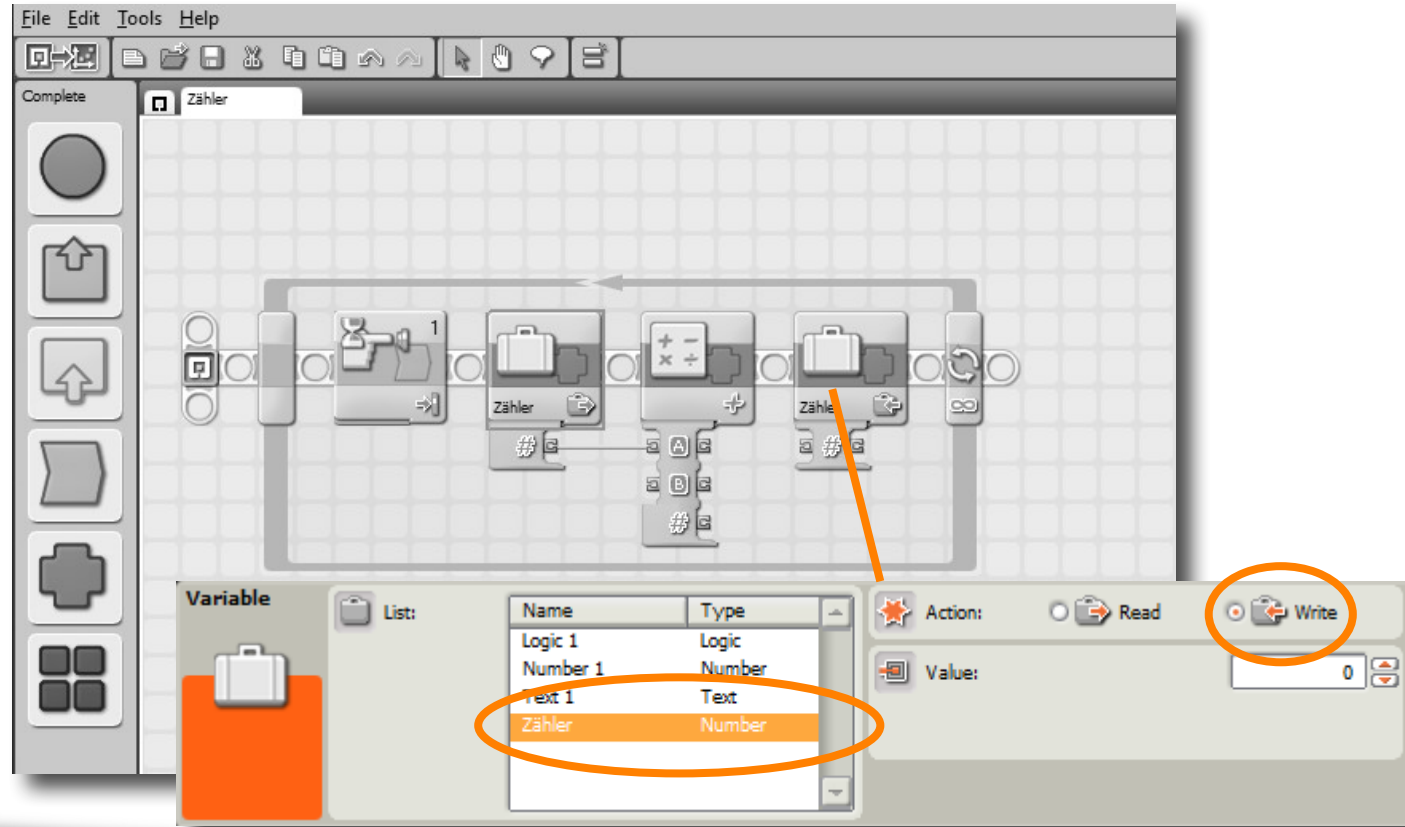 File Edit Tools Help
Complete
Zähler
1
Zähler
Zähler
#
A
#
B
#
Variable
List:
Name Type
Logic 1 Logic
Number 1 Number
Text 1 Text
Zähler Number
Action: Read Write
Value: 0